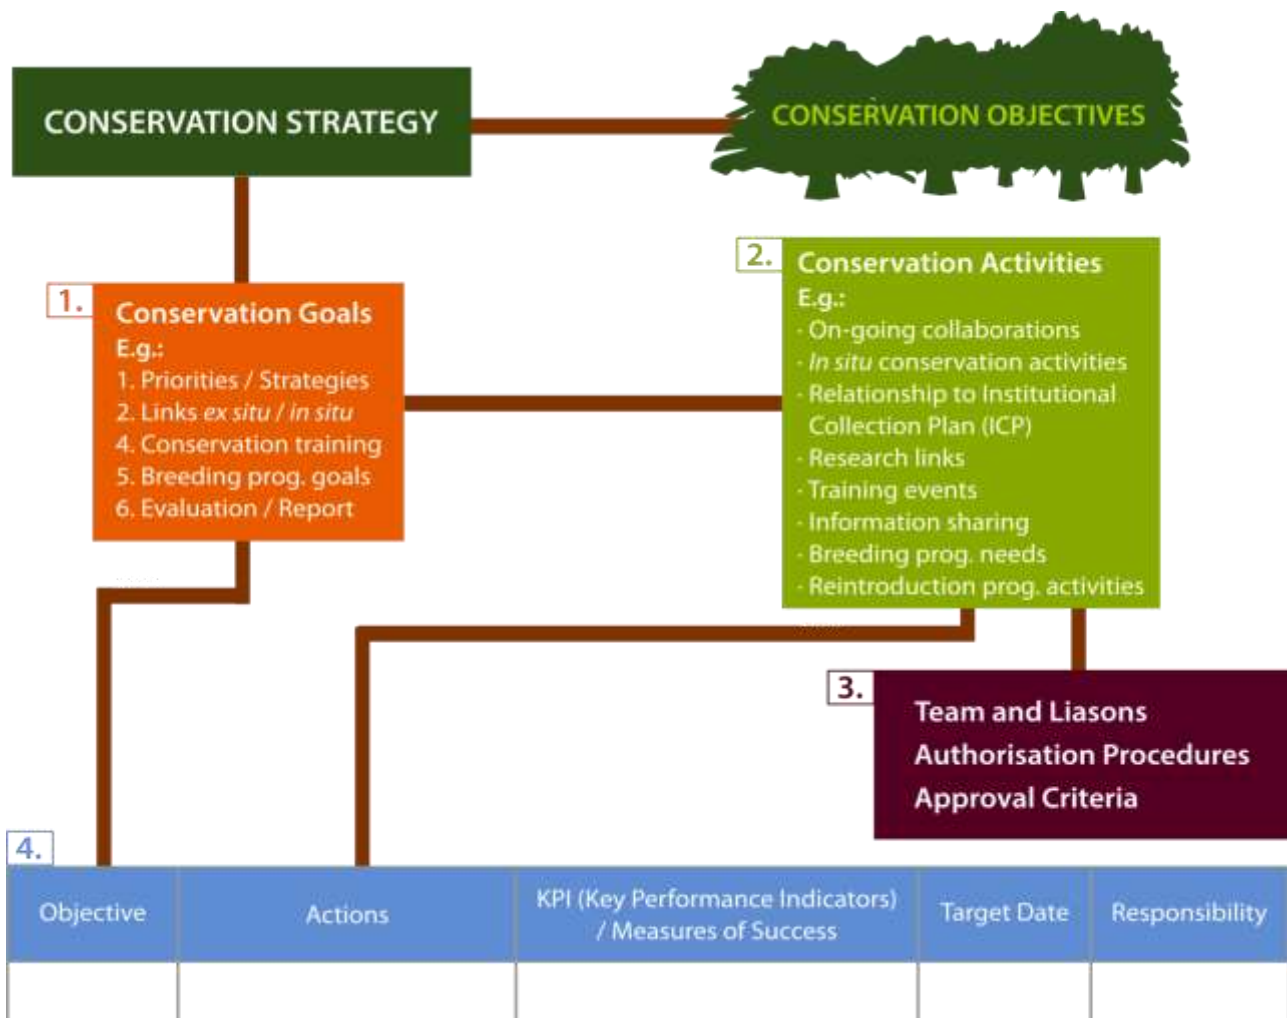 CONSERVATION STRATEGY
CONSERVATION OBJECTIVES
1.
Conservation Goals
E.g.:
1. Priorities / Strategies
2. Links ex situ / in situ
4. Conservation training
5. Breeding prog. goals
6. Evaluation / Report
2.
Conservation Activities
E.g.:
· On-going collaborations
· In situ conservation activities
· Relationship to Institutional
Collection Plan (ICP)
· Research links
· Training events
· Information sharing
· Breeding prog. needs
· Reintroduction prog. activities
3.
Team and Liasons
Authorisation Procedures
Approval Criteria
4.
Objective
Actions
KPI (Key Performance Indicators)
/ Measures of Success
Target Date
Responsibility